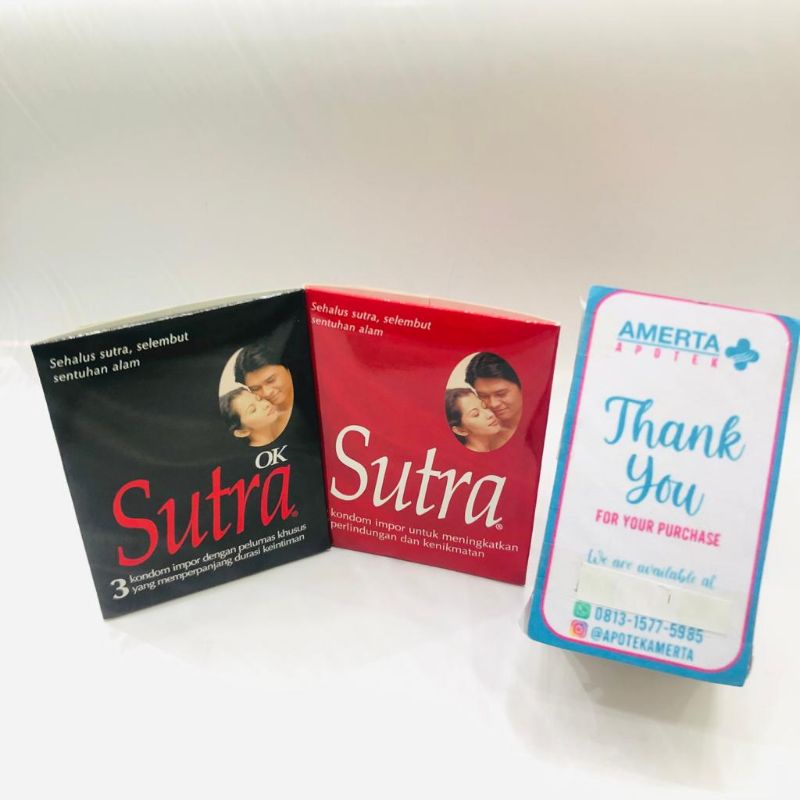 Sehalus sutra, selembut
sentuhan alam
OK
Sutra®
3 kondom impor dengan pelumas khusus
yang memperpanjang durasi keintiman
Sehalus sutra, selembut
sentuhan alam
Sutra®
kondom impor untuk meningkatkan
perlindungan dan kenikmatan
AMERTA
APOTEK
Thank
You
FOR YOUR PURCHASE
We are available at
0813-1577-5985
@APOTEKAMERTA